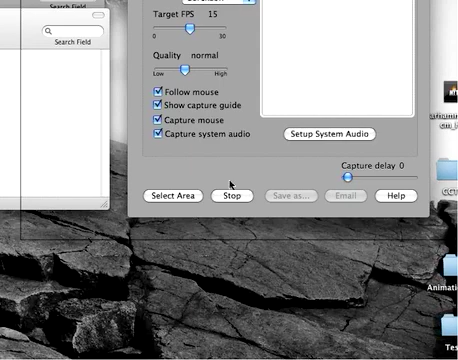 Search Field
Target FPS 15
0 30
Search Field
Quality normal
Low High
Follow mouse
Show capture guide
Capture mouse
Capture system audio
Setup System Audio
Capture delay 0
Select Area Stop Save as... Email Help
CCT
Animati
Tes